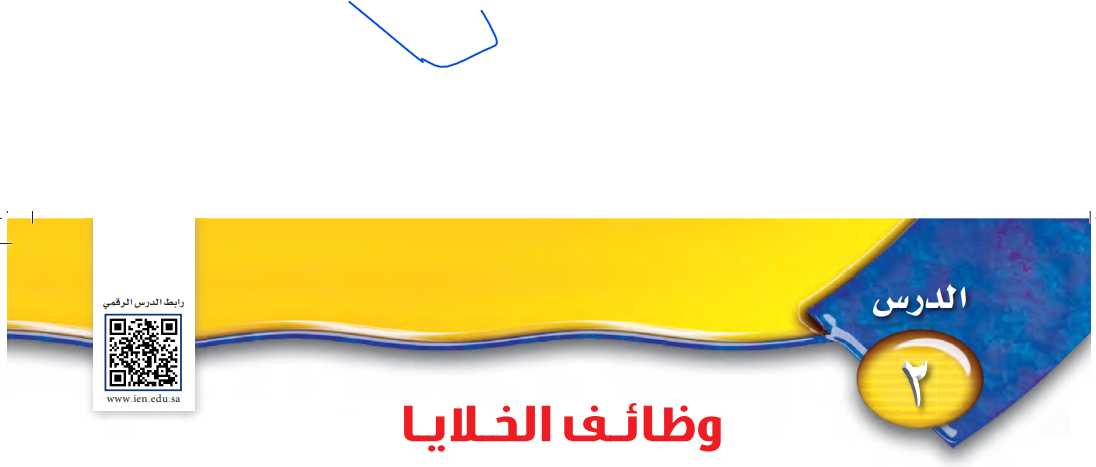 الدرس
٢
رابط الدرس الرقمي
www.ien.edu.sa
وظائف الخلايا